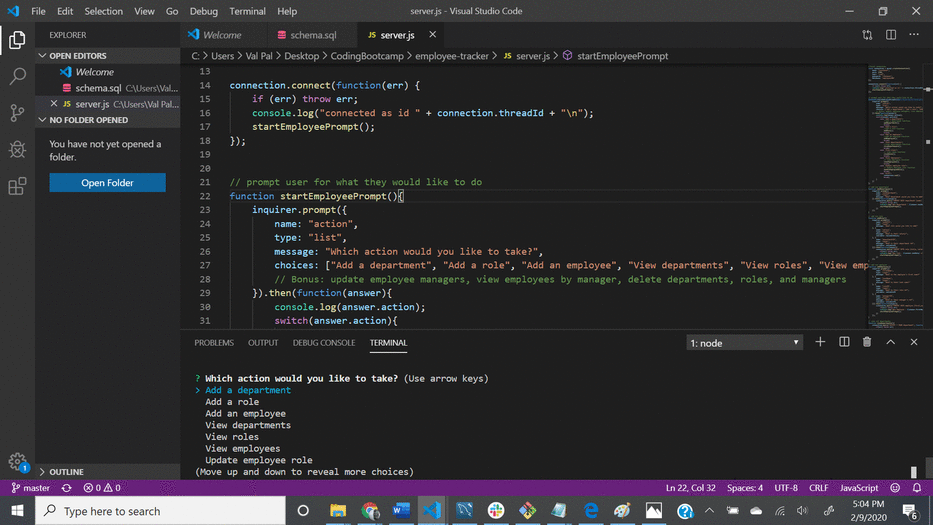 File Edit Selection View Go Debug Terminal Help
server.js - Visual Studio Code
EXPLORER
Welcome
schema.sql
JS server.js
OPEN EDITORS
Welcome
schema.sql C:\Users\Val...
JS server.js C:\Users\Val Pal...
NO FOLDER OPENED
You have not yet opened a
folder.
Open Folder
OUTLINE
C: > Users > Val Pal > Desktop > CodingBootcamp > employee-tracker > JS server.js > startEmployeePrompt
13
14 connection.connect(function(err) {
15 if (err) throw err;
16 console.log("connected as id " + connection.threadId + "\n");
17 startEmployeePrompt();
18 });
19
20
21 // prompt user for what they would like to do
22 function startEmployeePrompt(){
23 inquirer.prompt({
24 name: "action",
25 type: "list",
26 message: "Which action would you like to take?",
27 choices: ["Add a department", "Add a role", "Add an employee", "View departments", "View roles", "View emp
28 // Bonus: update employee managers, view employees by manager, delete departments, roles, and managers
29 }).then(function(answer){
30 console.log(answer.action);
31 switch(answer.action){
PROBLEMS OUTPUT DEBUG CONSOLE TERMINAL
1: node
? Which action would you like to take? (Use arrow keys)
> Add a department
Add a role
Add an employee
View departments
View roles
View employees
Update employee role
(Move up and down to reveal more choices)
1
master 0 0
Ln 22, Col 32 Spaces: 4 UTF-8 CRLF JavaScript
Type here to search
5:04 PM
2/9/2020
6